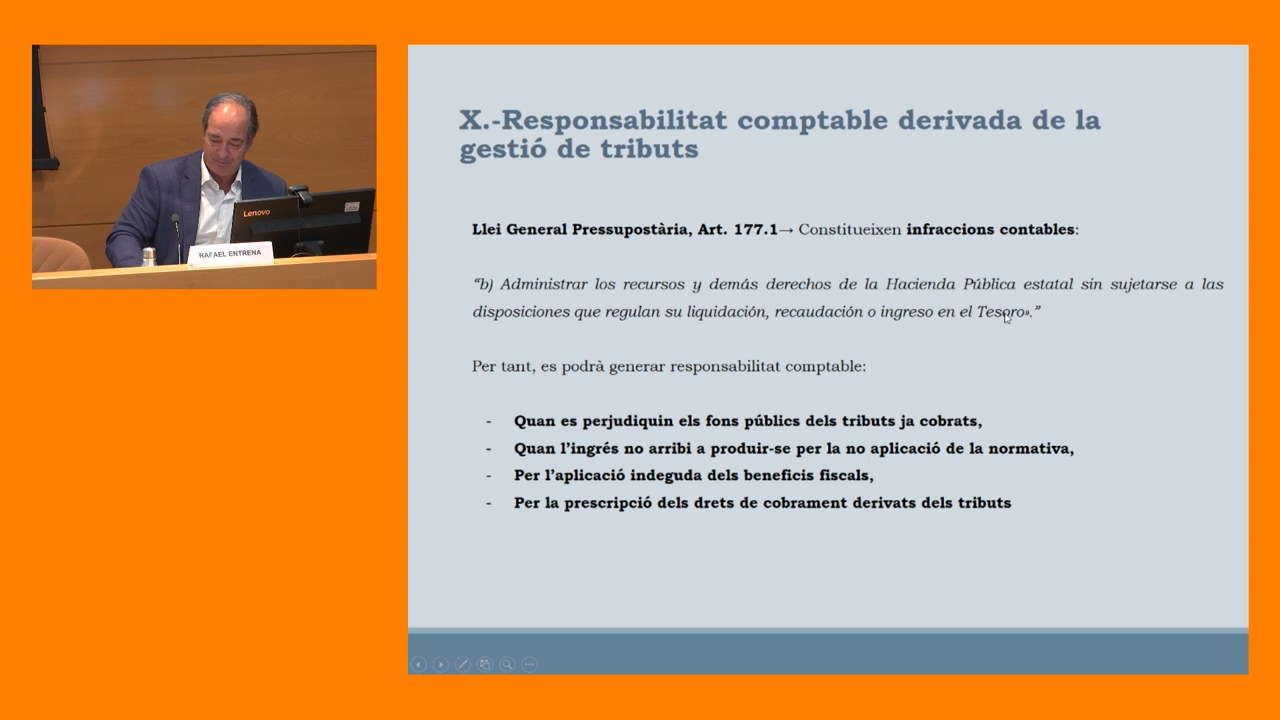 Lenovo
RAFAEL ENTRENA
X.-Responsabilitat comptable derivada de la
gestió de tributs
Llei General Pressupostària, Art. 177.1→ Constitueixen infraccions contables:
“b) Administrar los recursos y demás derechos de la Hacienda Pública estatal sin sujetarse a las
disposiciones que regulan su liquidación, recaudación o ingreso en el Tesoro».”
Per tant, es podrà generar responsabilitat comptable:
- Quan es perjudiquin els fons públics dels tributs ja cobrats,
- Quan l’ingrés no arribi a produir-se per la no aplicació de la normativa,
- Per l’aplicació indeguda dels beneficis fiscals,
- Per la prescripció dels drets de cobrament derivats dels tributs